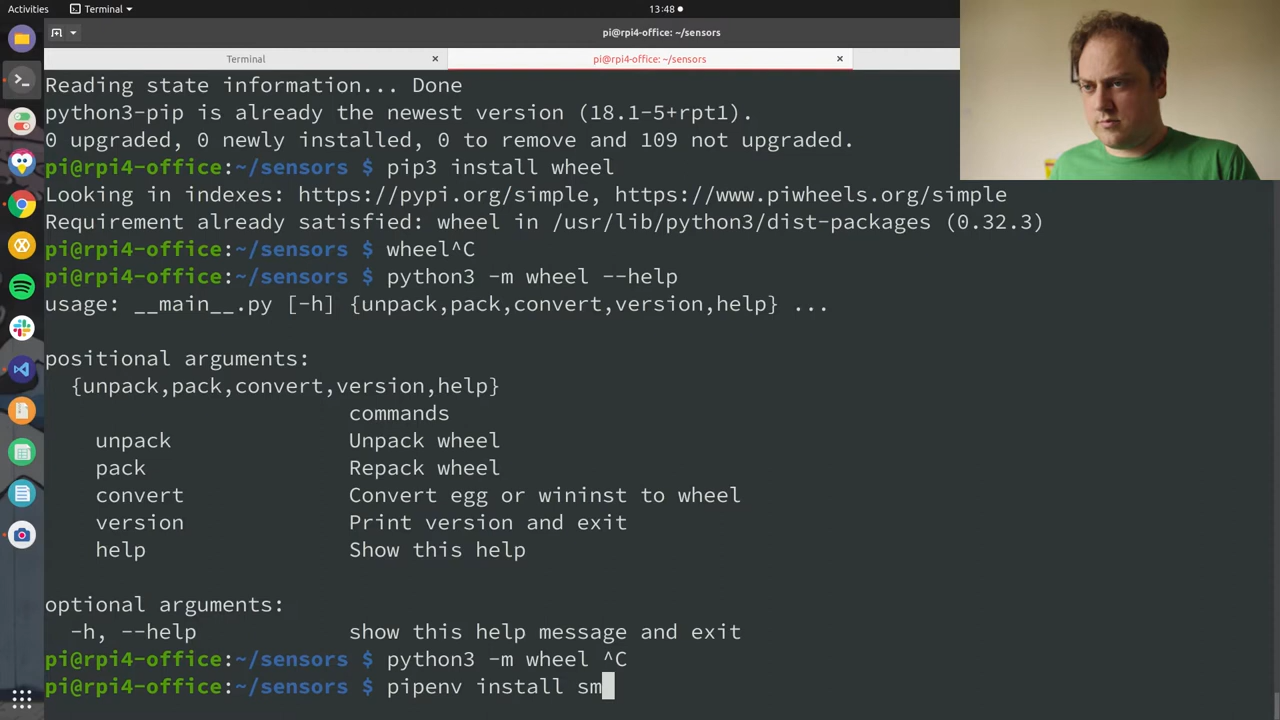 Activities
Terminal
13:48
pi@rpi4-office: ~/sensors
Terminal
pi@rpi4-office: ~/sensors
Reading state information... Done
python3-pip is already the newest version (18.1-5+rpt1).
0 upgraded, 0 newly installed, 0 to remove and 109 not upgraded.
pi@rpi4-office:~/sensors $ pip3 install wheel
Looking in indexes: https://pypi.org/simple, https://www.piwheels.org/simple
Requirement already satisfied: wheel in /usr/lib/python3/dist-packages (0.32.3)
pi@rpi4-office:~/sensors $ wheel^C
pi@rpi4-office:~/sensors $ python3 -m wheel --help
usage: __main__.py [-h] {unpack,pack,convert,version,help} ...
positional arguments:
{unpack,pack,convert,version,help}
commands
unpack Unpack wheel
pack Repack wheel
convert Convert egg or wininst to wheel
version Print version and exit
help Show this help
optional arguments:
-h, --help show this help message and exit
pi@rpi4-office:~/sensors $ python3 -m wheel ^C
pi@rpi4-office:~/sensors $ pipenv install sm